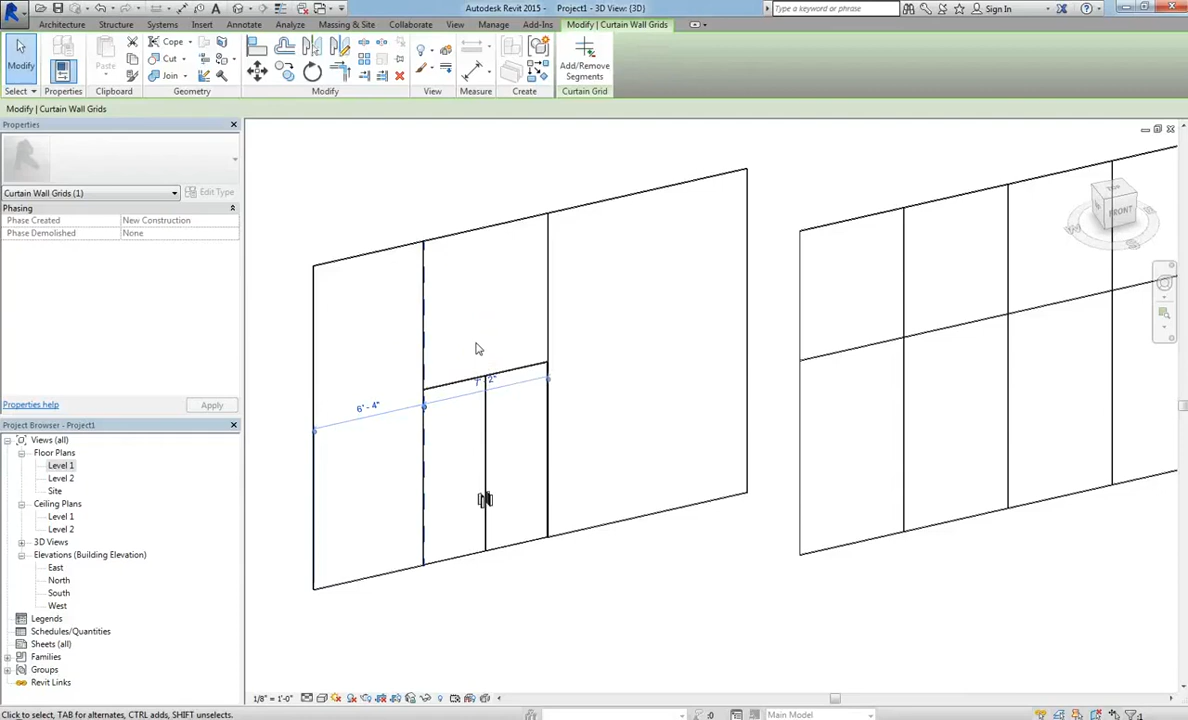 Autodesk Revit 2015 - Project1 - 3D View: {3D}
Type a keyword or phrase
Sign In
Architecture Structure Systems Insert Annotate Analyze Massing & Site Collaborate View Manage Add-Ins Modify | Curtain Wall Grids
Modify
Paste
Cope
Cut
Join
Add/Remove
Segments
Select Properties Clipboard Geometry Modify View Measure Create Curtain Grid
Modify | Curtain Wall Grids
Properties
Curtain Wall Grids (1)
Edit Type
Phasing
Phase Created New Construction
Phase Demolished None
Properties help
Apply
Project Browser - Project1
Views (all)
Floor Plans
Level 1
Level 2
Site
Ceiling Plans
Level 1
Level 2
3D Views
Elevations (Building Elevation)
East
North
South
West
Legends
Schedules/Quantities
Sheets (all)
Families
Groups
Revit Links
6' - 4"
7' 2"
TOP
FRONT
W
S
1/8" = 1'-0"
Click to select, TAB for alternates, CTRL adds, SHIFT unselects.
:0
Main Model